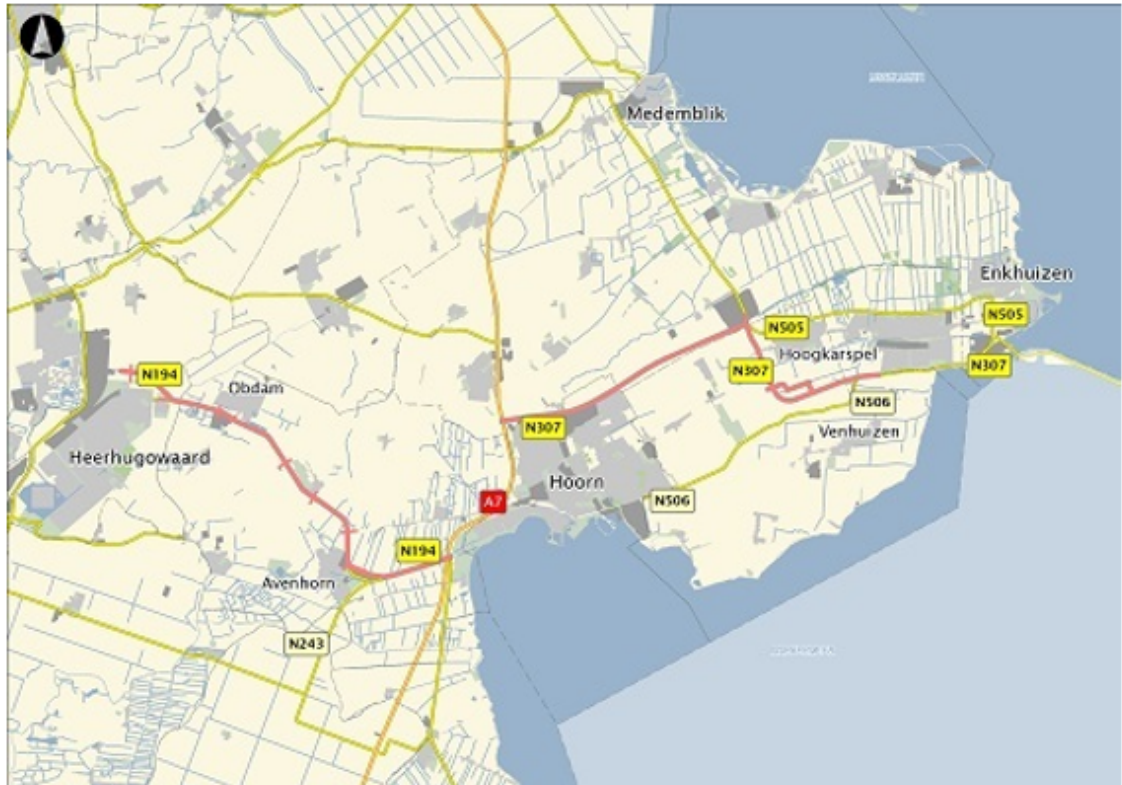 Medemblik
Enkhuizen
N505
N505
Hoogkarspel
N307
N307
N194
Obdam
N506
N307
Venhuizen
Heerhugowaard
Hoorn
A7
N506
N194
Avenhorn
N243